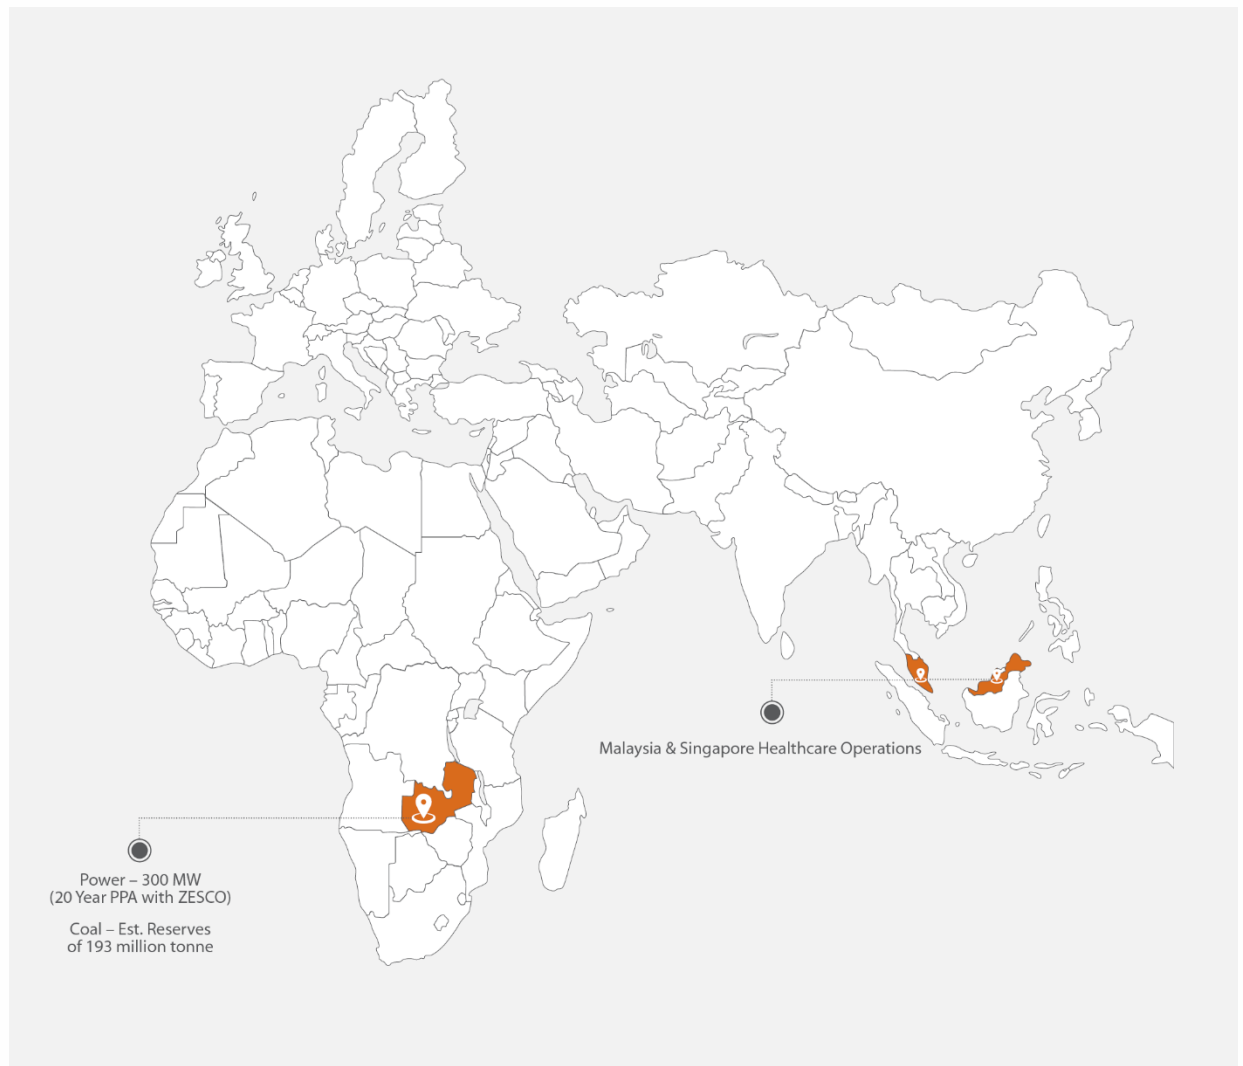 Malaysia & Singapore Healthcare Operations
Power – 300 MW
(20 Year PPA with ZESCO)
Coal – Est. Reserves
of 193 million tonne